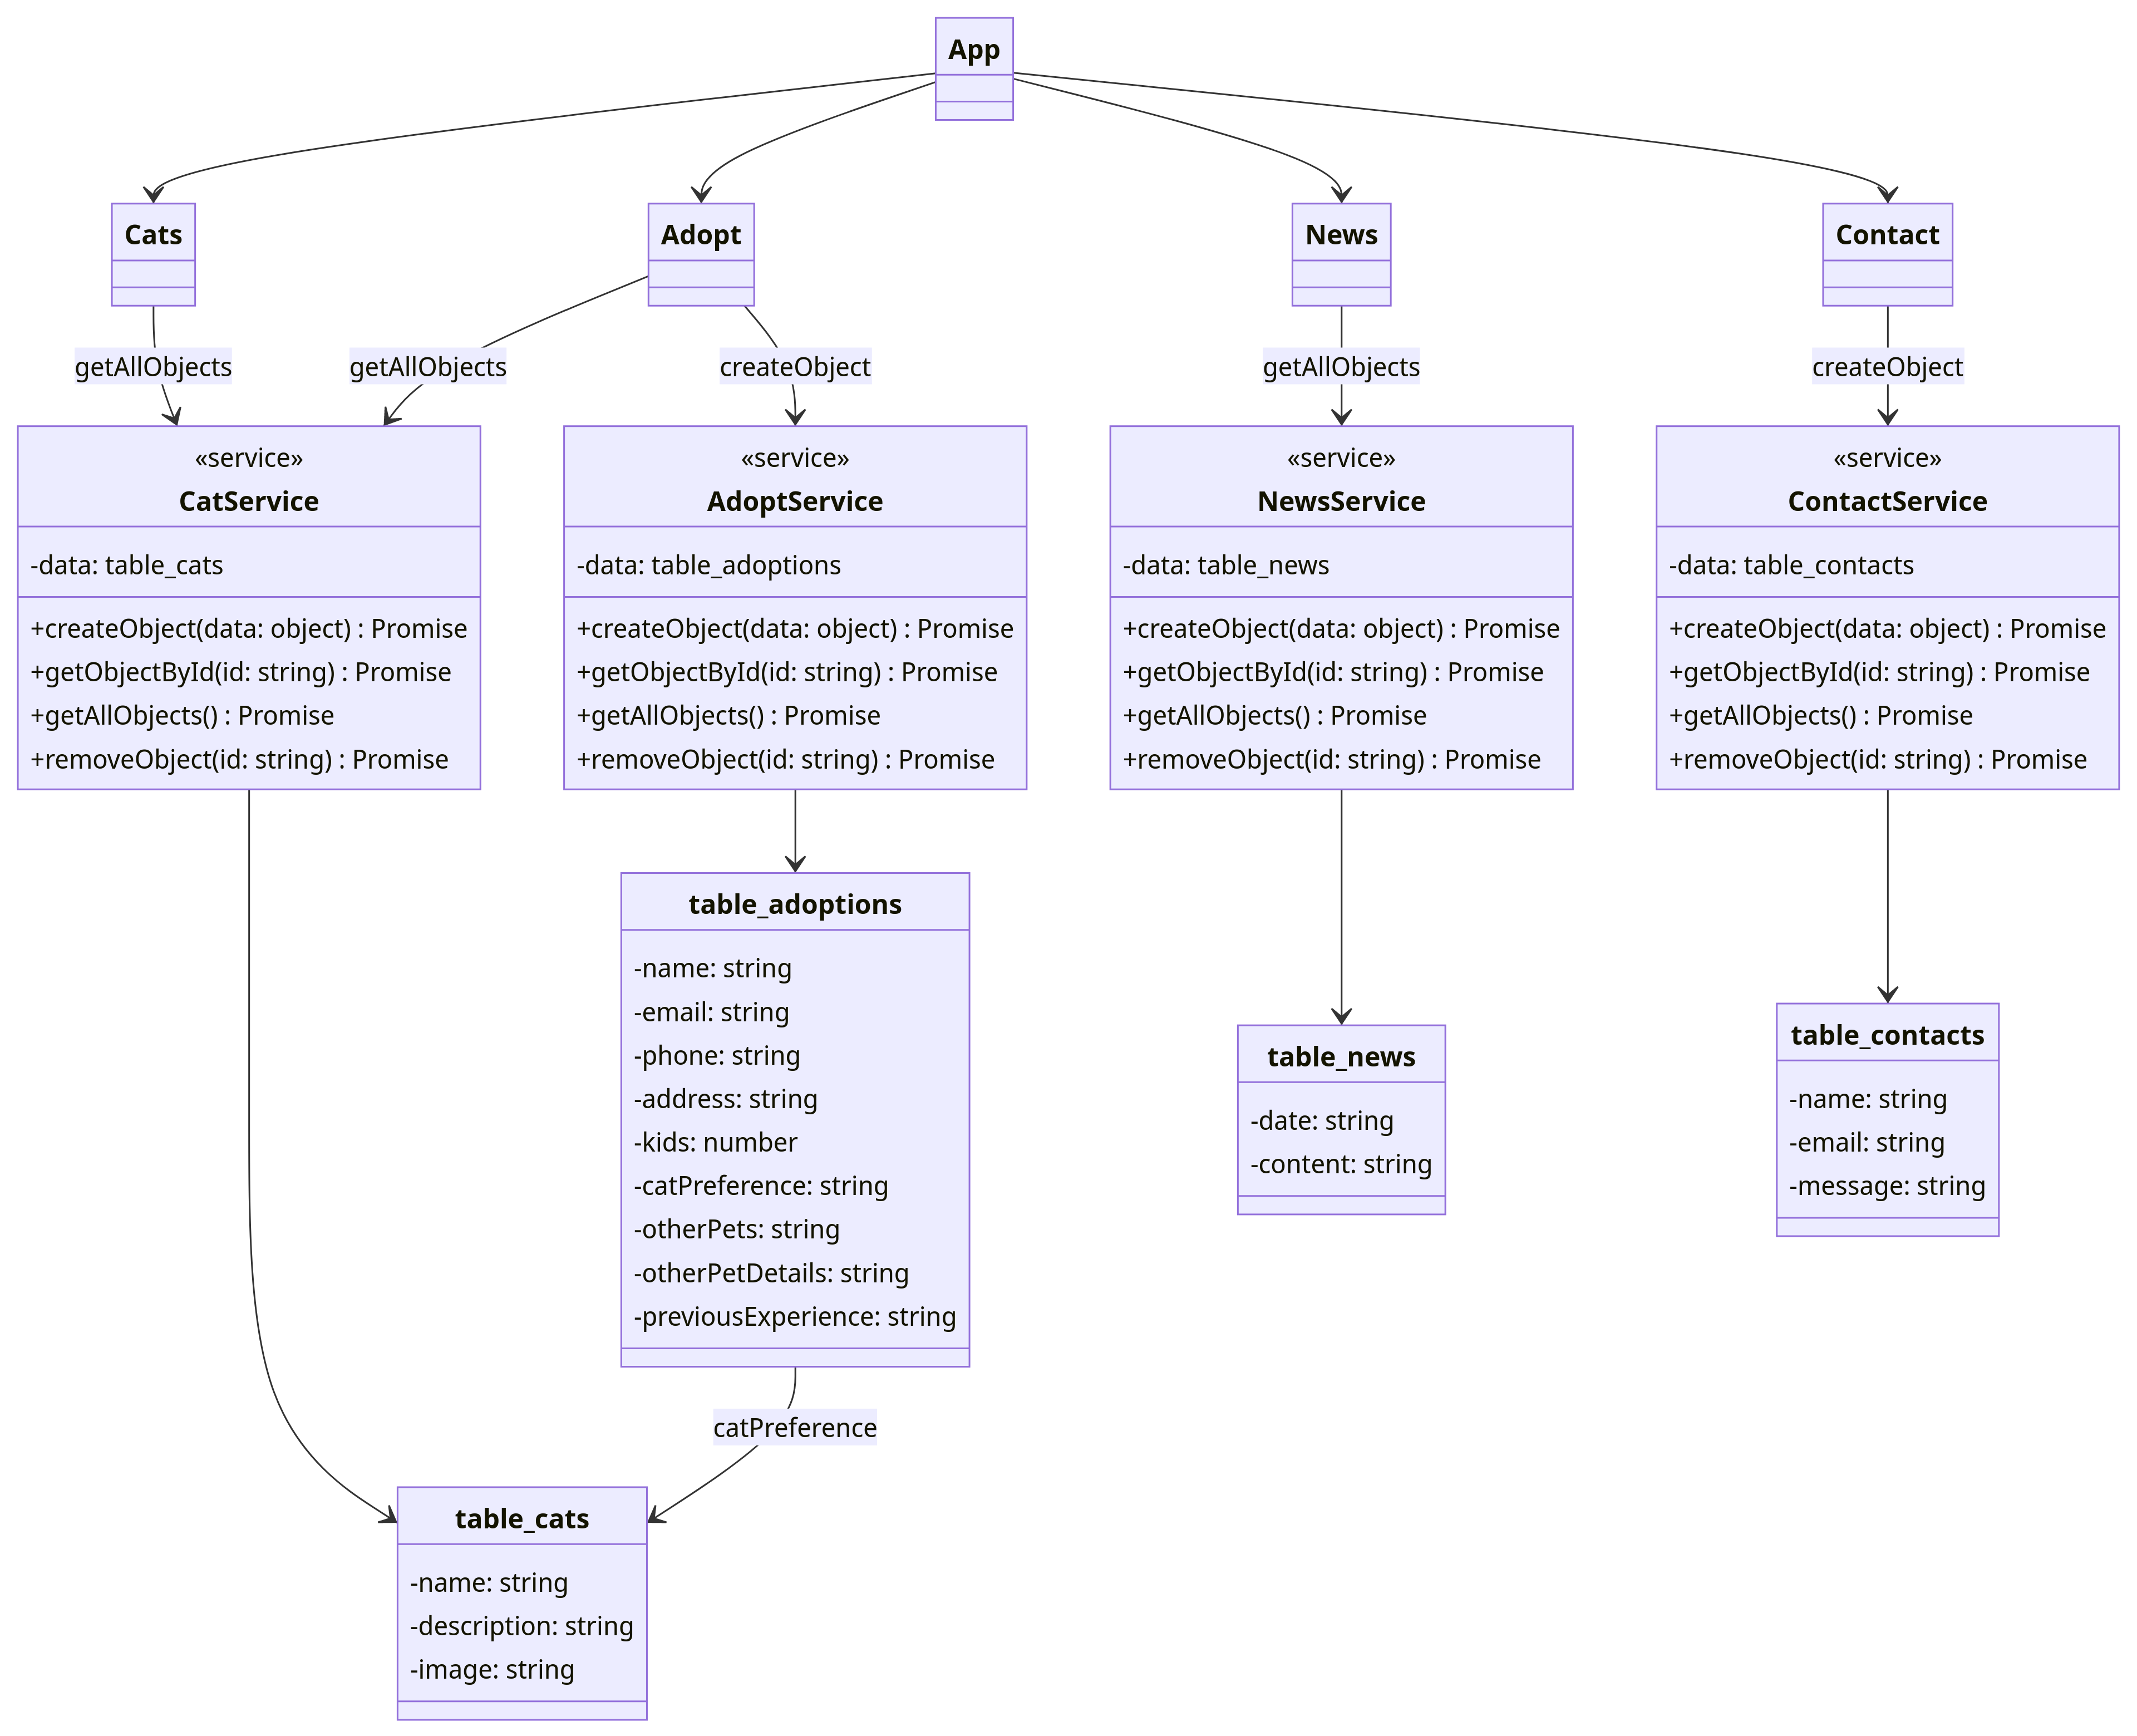 App
Cats
Adopt
News
Contact
getAllObjects
getAllObjects
createObject
getAllObjects
createObject
«service»
CatService
-data: table_cats
+createObject(data: object) : Promise
+getObjectById(id: string) : Promise
+getAllObjects() : Promise
+removeObject(id: string) : Promise
«service»
AdoptService
-data: table_adoptions
+createObject(data: object) : Promise
+getObjectById(id: string) : Promise
+getAllObjects() : Promise
+removeObject(id: string) : Promise
«service»
NewsService
-data: table_news
+createObject(data: object) : Promise
+getObjectById(id: string) : Promise
+getAllObjects() : Promise
+removeObject(id: string) : Promise
«service»
ContactService
-data: table_contacts
+createObject(data: object) : Promise
+getObjectById(id: string) : Promise
+getAllObjects() : Promise
+removeObject(id: string) : Promise
table_adoptions
-name: string
-email: string
-phone: string
-address: string
-kids: number
-catPreference: string
-otherPets: string
-otherPetDetails: string
-previousExperience: string
table_news
-date: string
-content: string
table_contacts
-name: string
-email: string
-message: string
catPreference
table_cats
-name: string
-description: string
-image: string